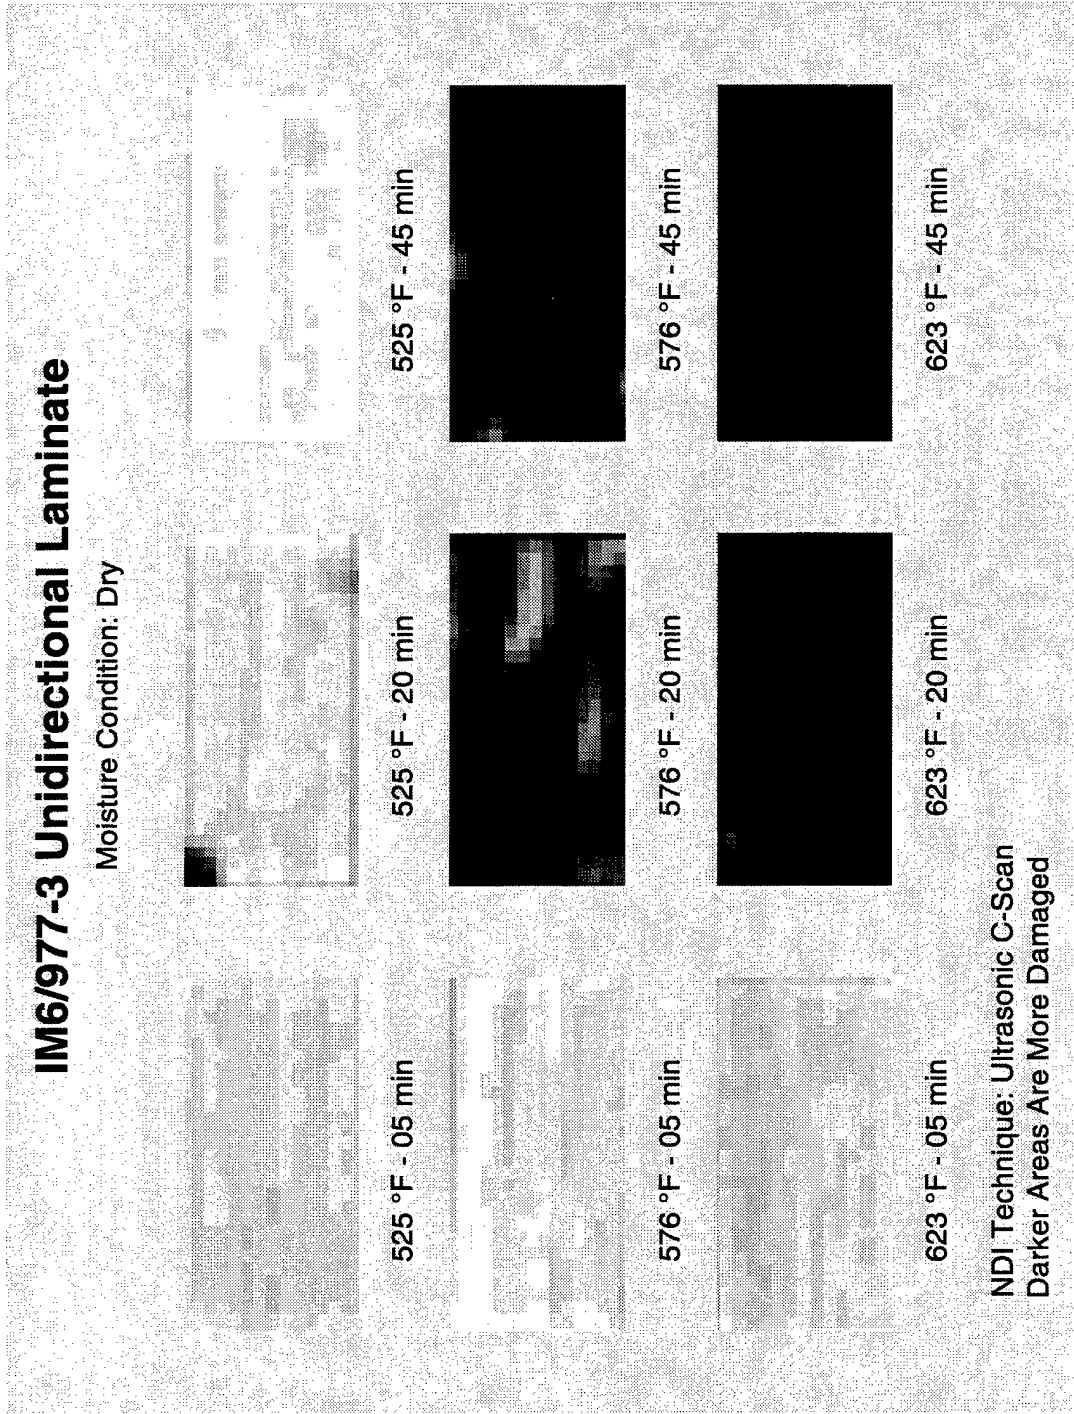 IM6/977-3 Unidirectional Laminate
Moisture Condition: Dry
525 °F - 05 min
525 °F - 20 min
525 °F - 45 min
576 °F - 05 min
576 °F - 20 min
576 °F - 45 min
623 °F - 05 min
623 °F - 20 min
623 °F - 45 min
NDI Technique: Ultrasonic C-Scan
Darker Areas Are More Damaged